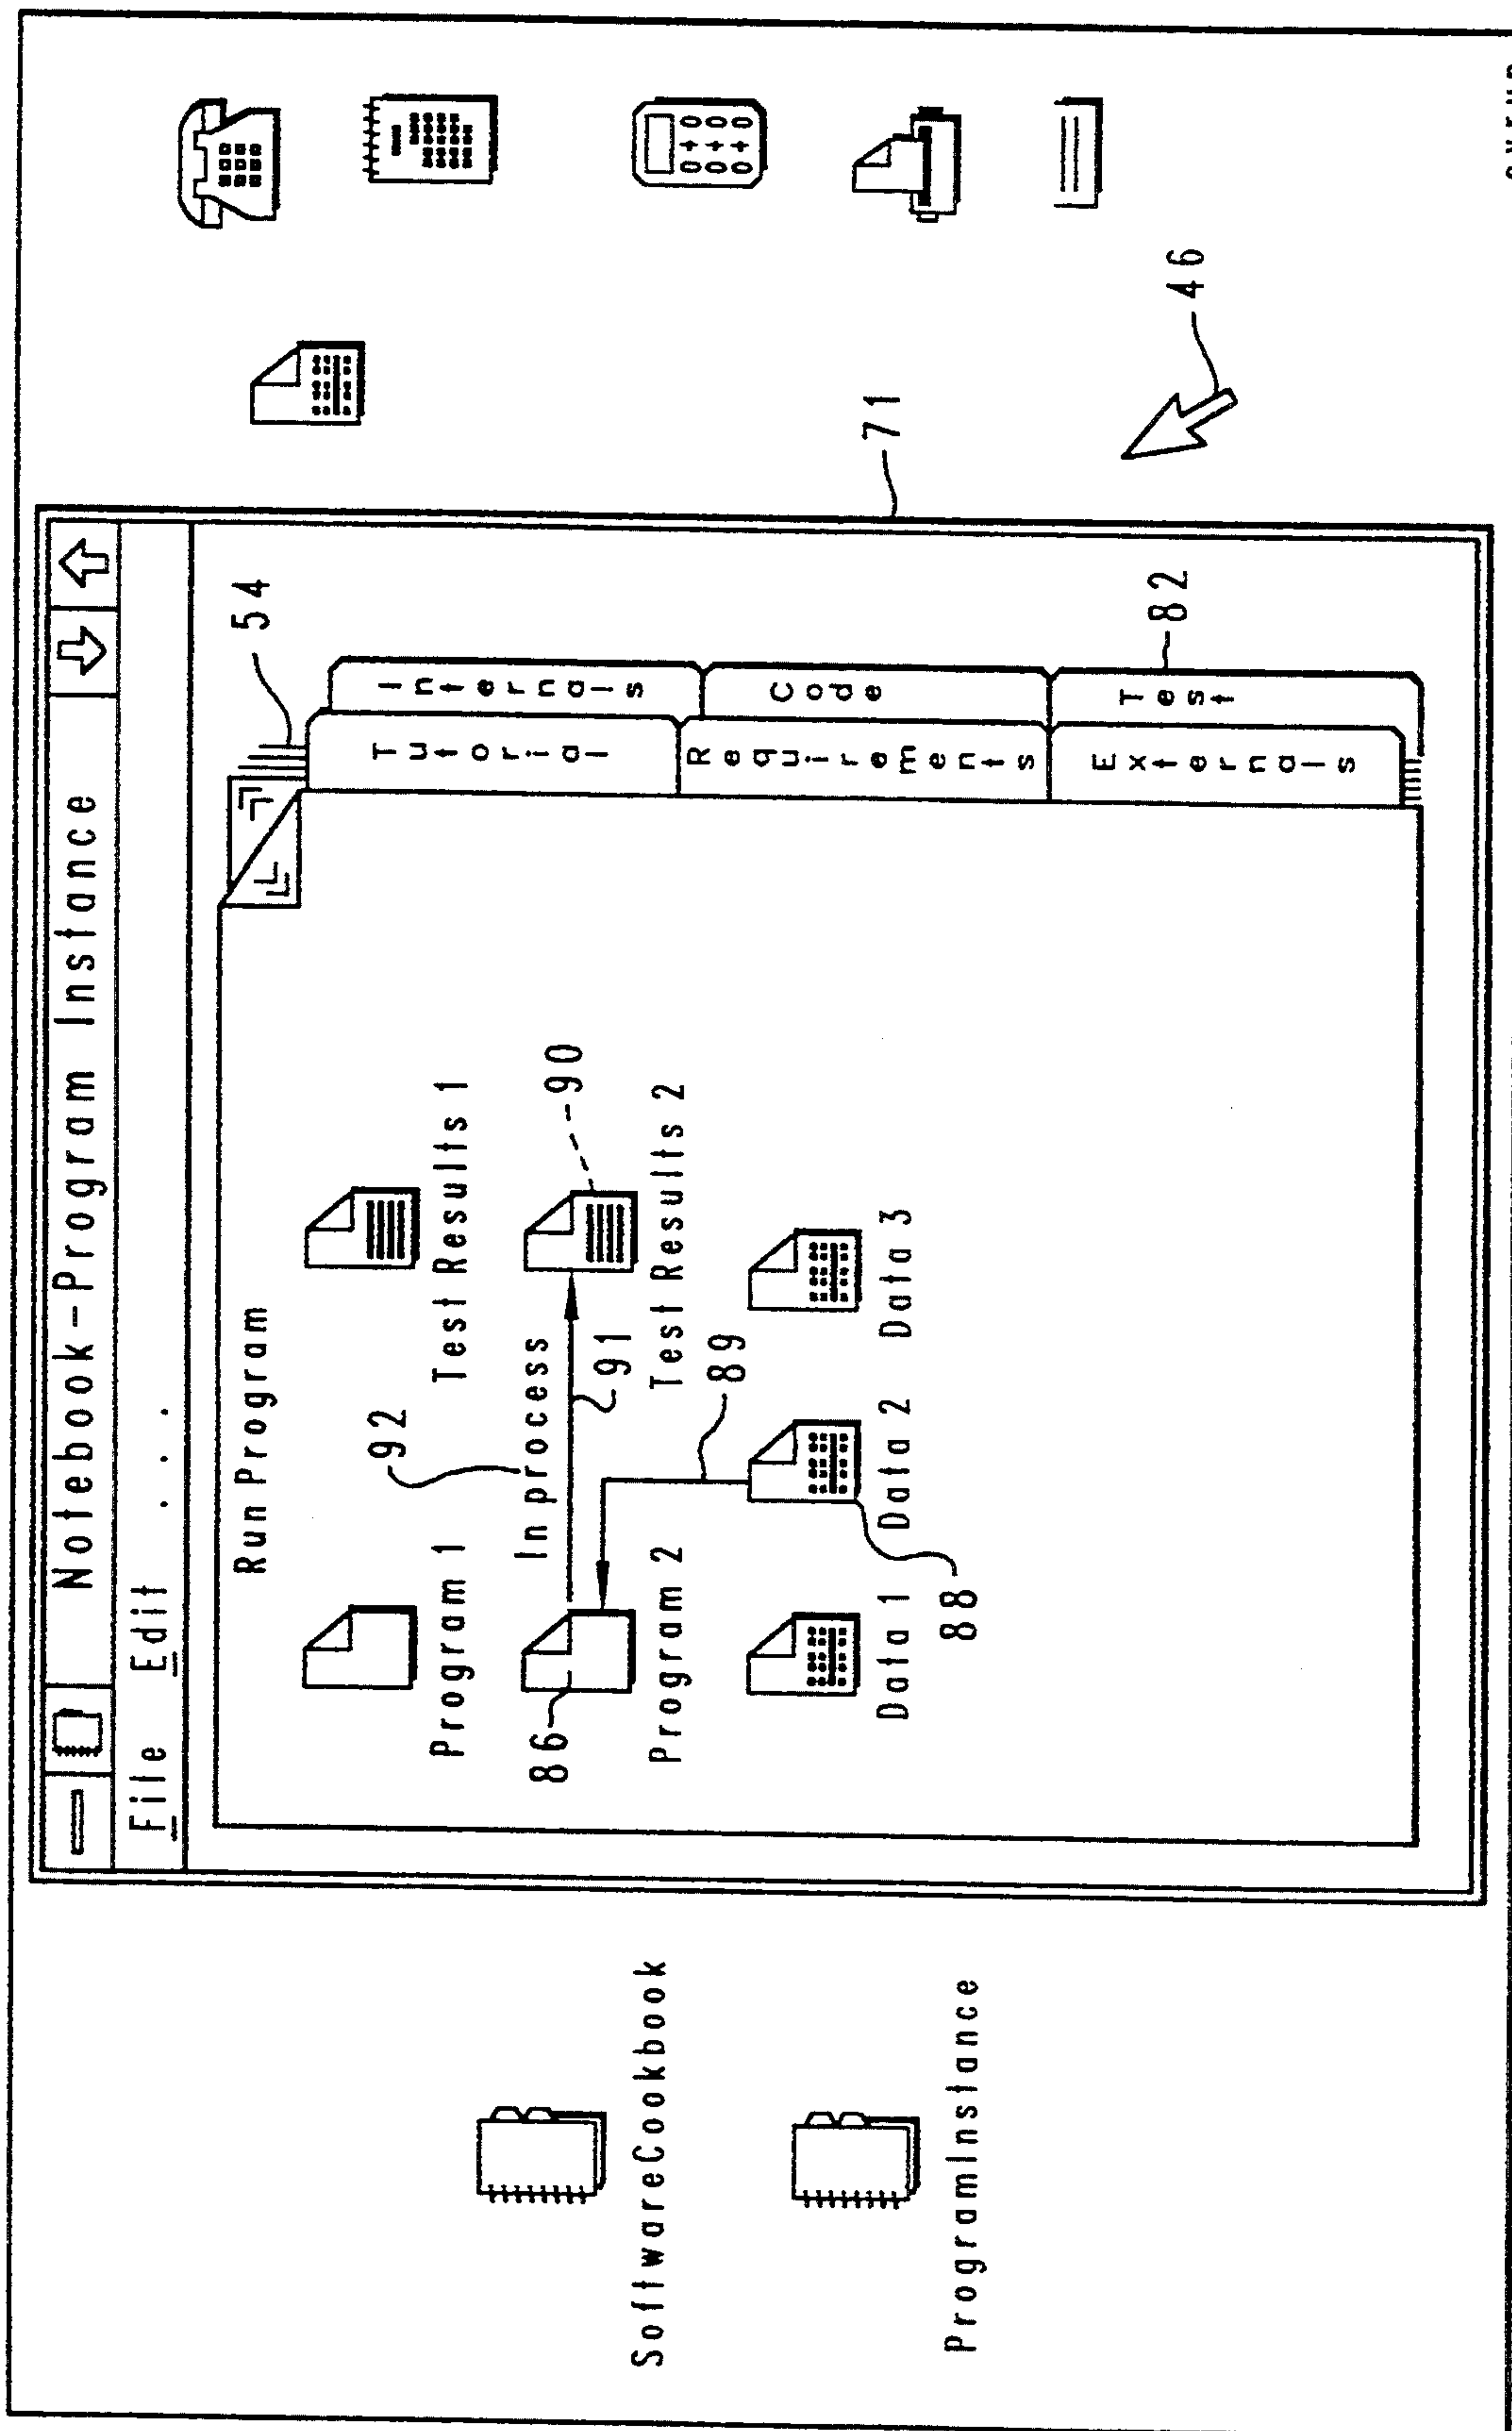 Notebook-Program Instance
File Edit . . .
Run Program
54
Program 1
Test Results 1
92
In process
86
90
91
Program 2
Test Results 2
89
Data 1
Data 2
Data 3
88
Tutorial
Requirements
Externals
Internals
Code
Test
82
71
46
SoftwareCookbook
ProgramInstance